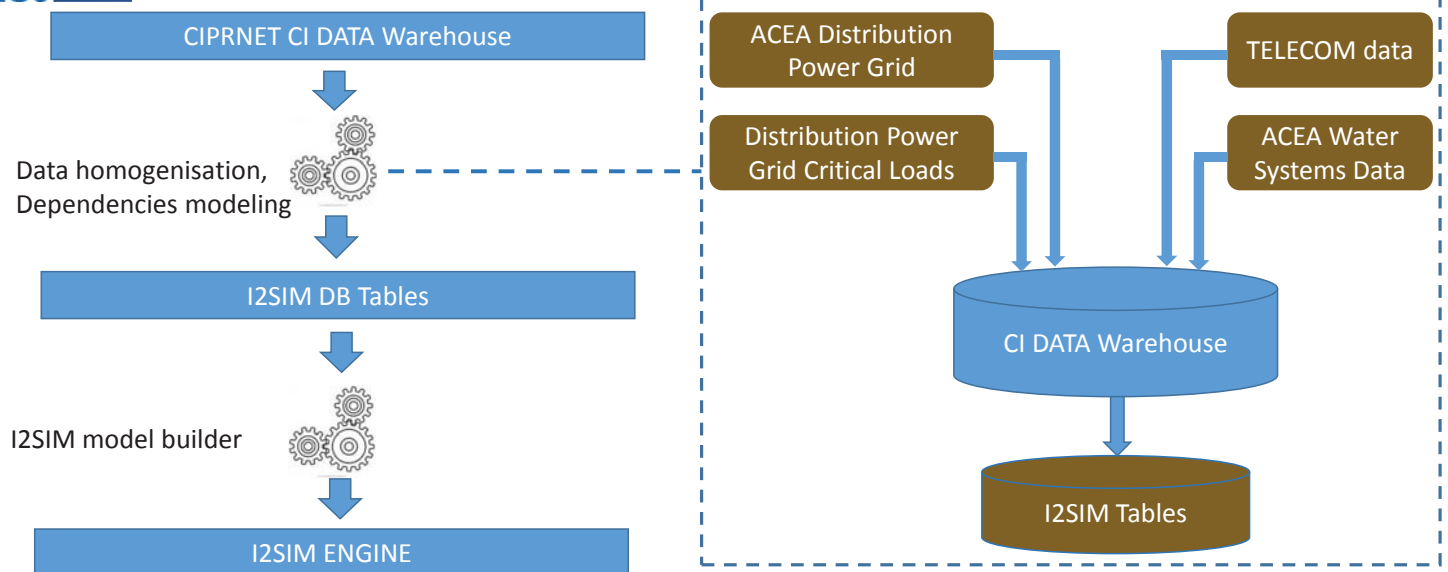 CIPRNET CI DATA Warehouse
Data homogenisation,
Dependencies modeling
I2SIM DB Tables
I2SIM model builder
I2SIM ENGINE
ACEA Distribution
Power Grid
TELECOM data
Distribution Power
Grid Critical Loads
ACEA Water
Systems Data
CI DATA Warehouse
I2SIM Tables